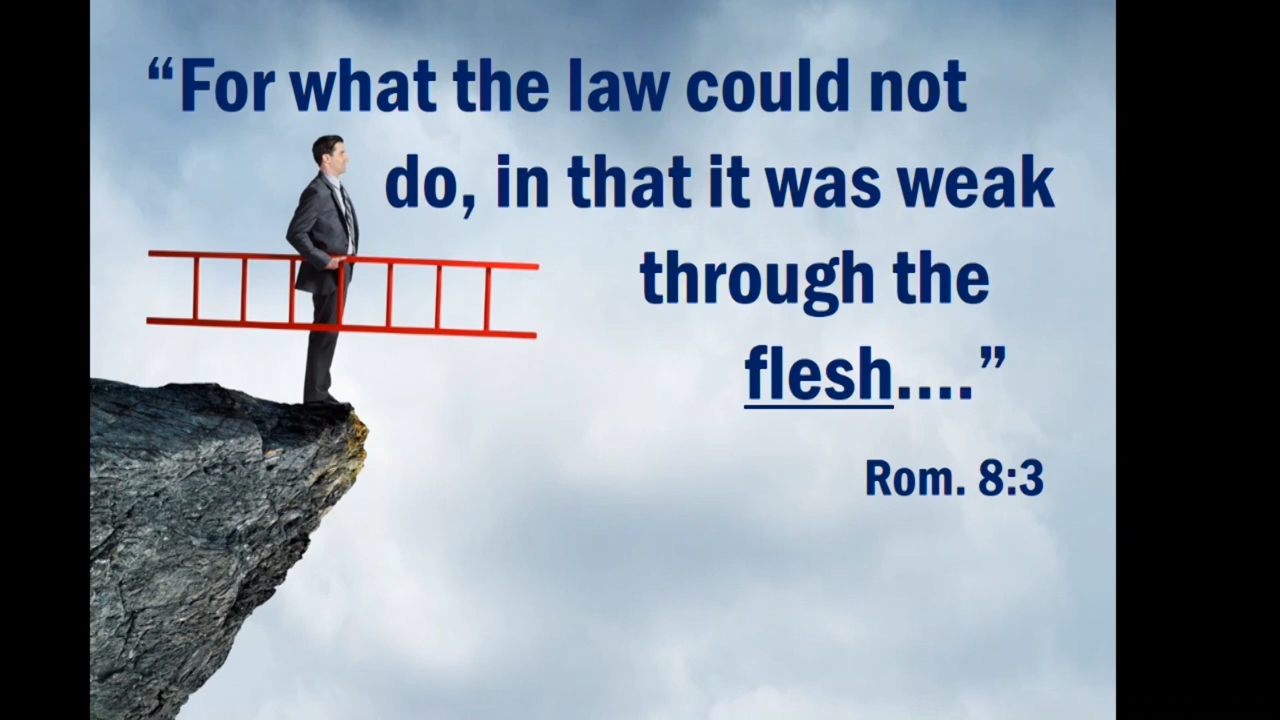 “For what the law could not
do, in that it was weak
through the
flesh....”
Rom. 8:3